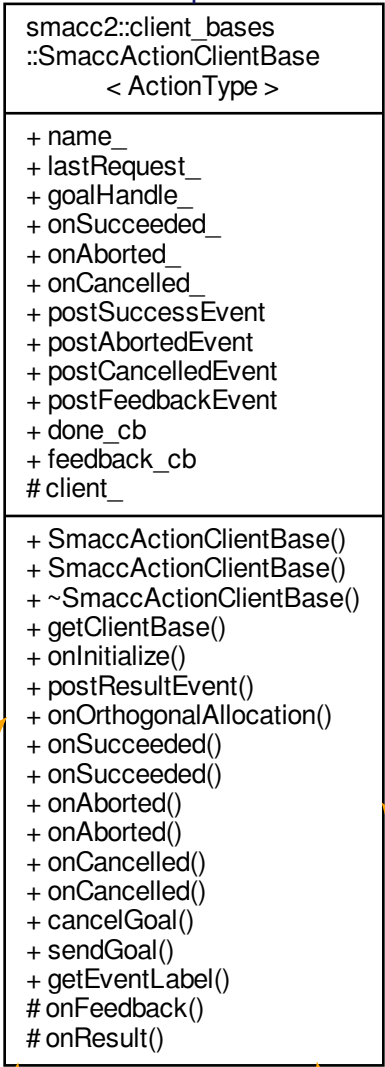 smacc2::client_bases
::SmaccActionClientBase
< ActionType >
+ name_
+ lastRequest_
+ goalHandle_
+ onSucceeded_
+ onAborted_
+ onCancelled_
+ postSuccessEvent
+ postAbortedEvent
+ postCancelledEvent
+ postFeedbackEvent
+ done_cb
+ feedback_cb
# client_
+ SmaccActionClientBase()
+ SmaccActionClientBase()
+ ~SmaccActionClientBase()
+ getClientBase()
+ onInitialize()
+ postResultEvent()
+ onOrthogonalAllocation()
+ onSucceeded()
+ onSucceeded()
+ onAborted()
+ onAborted()
+ onCancelled()
+ onCancelled()
+ cancelGoal()
+ sendGoal()
+ getEventLabel()
# onFeedback()
# onResult()